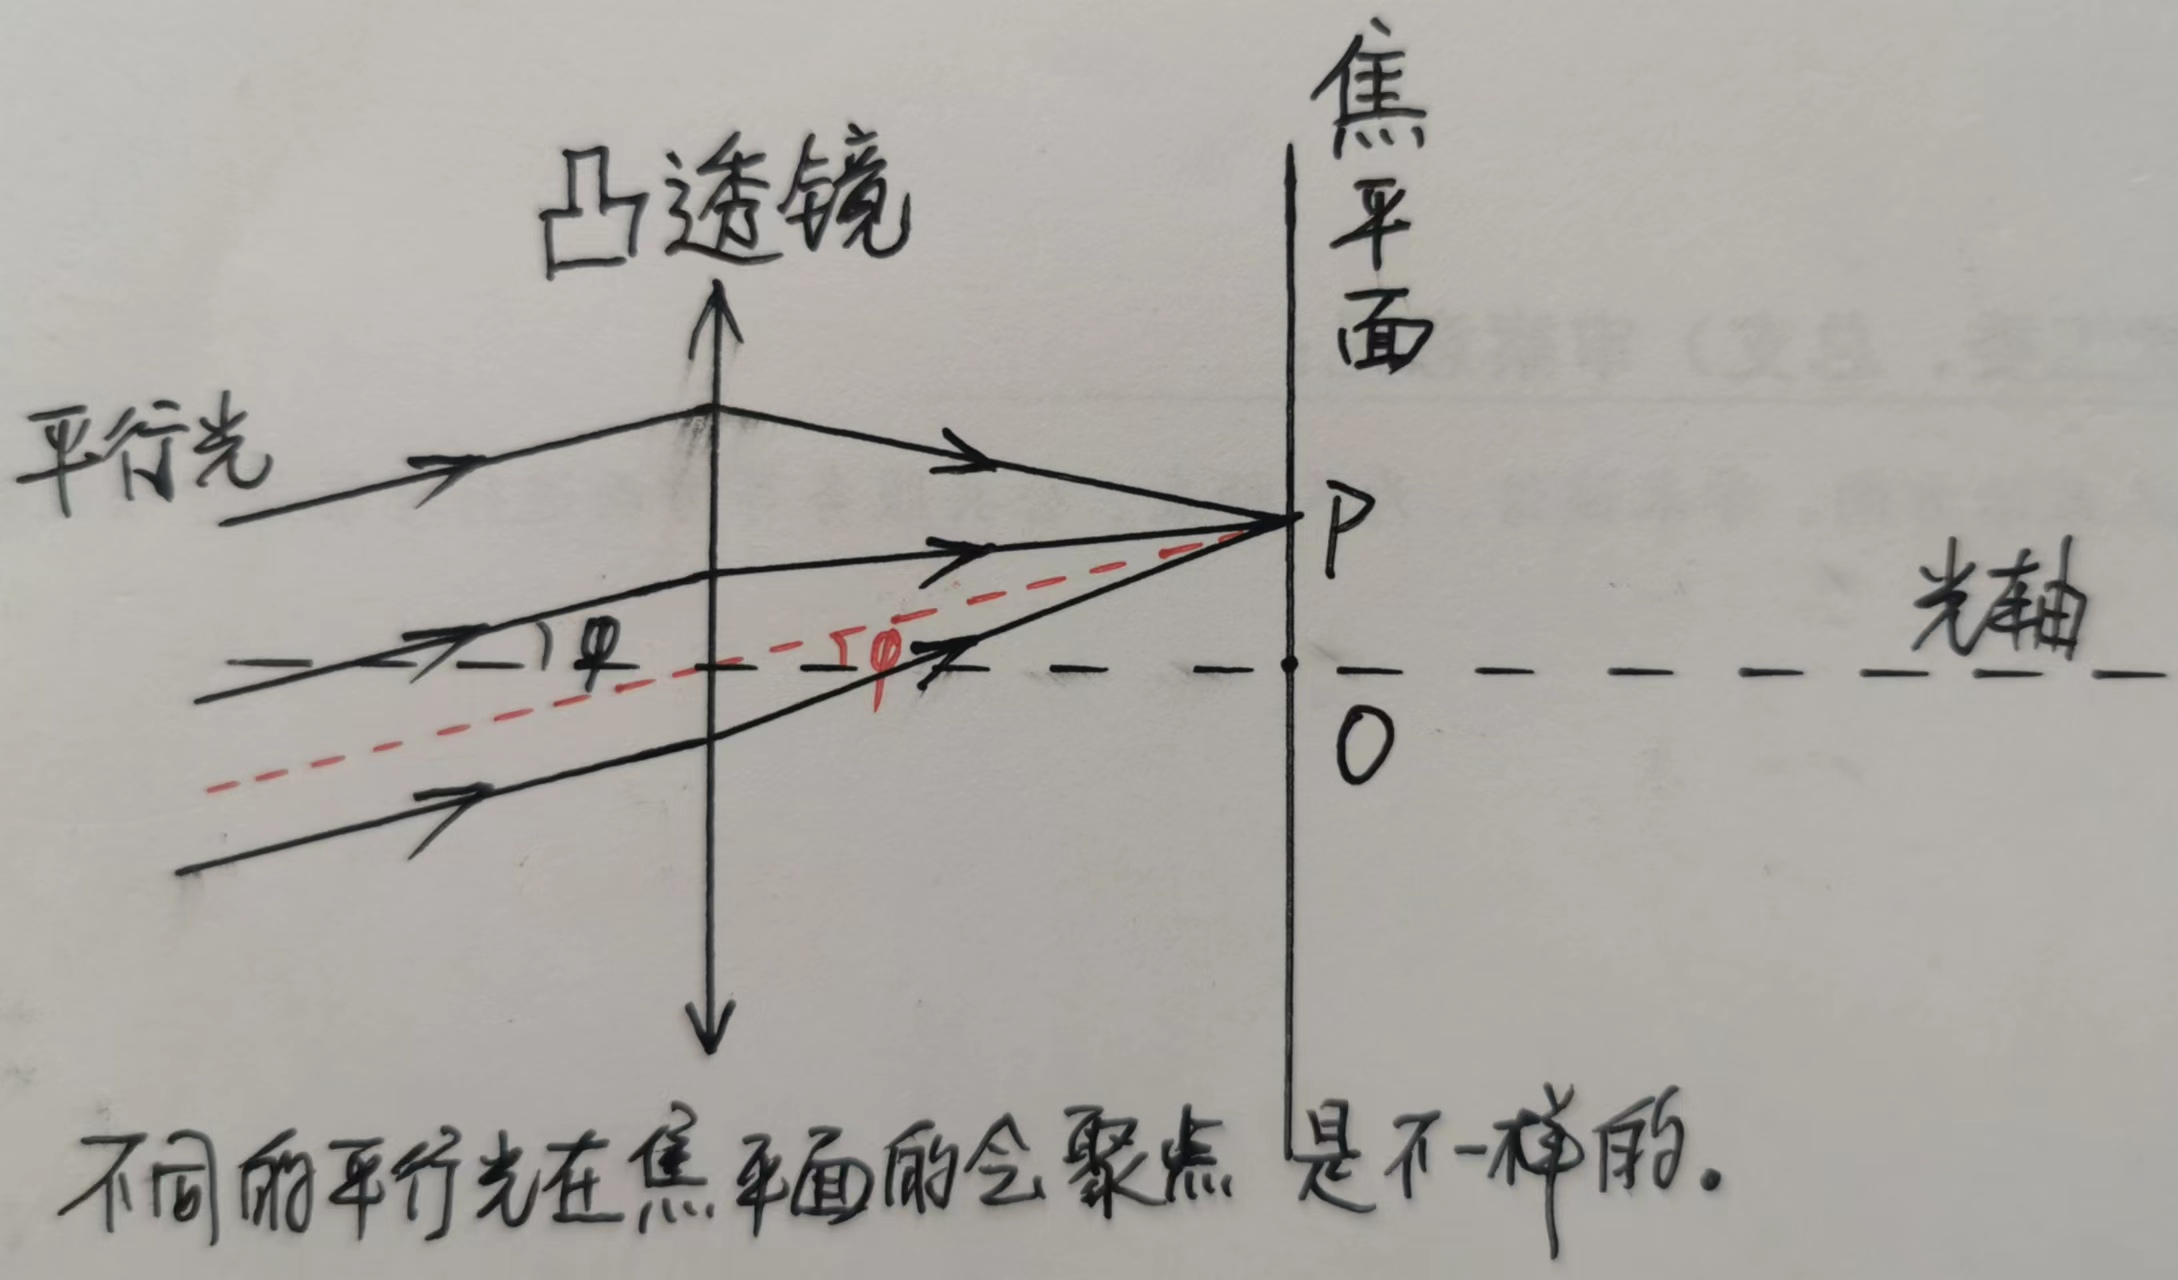 焦平面
凸透镜
平行光
P
光轴
φ
φ
O
不同的平行光在焦平面的会聚点是不一样的.